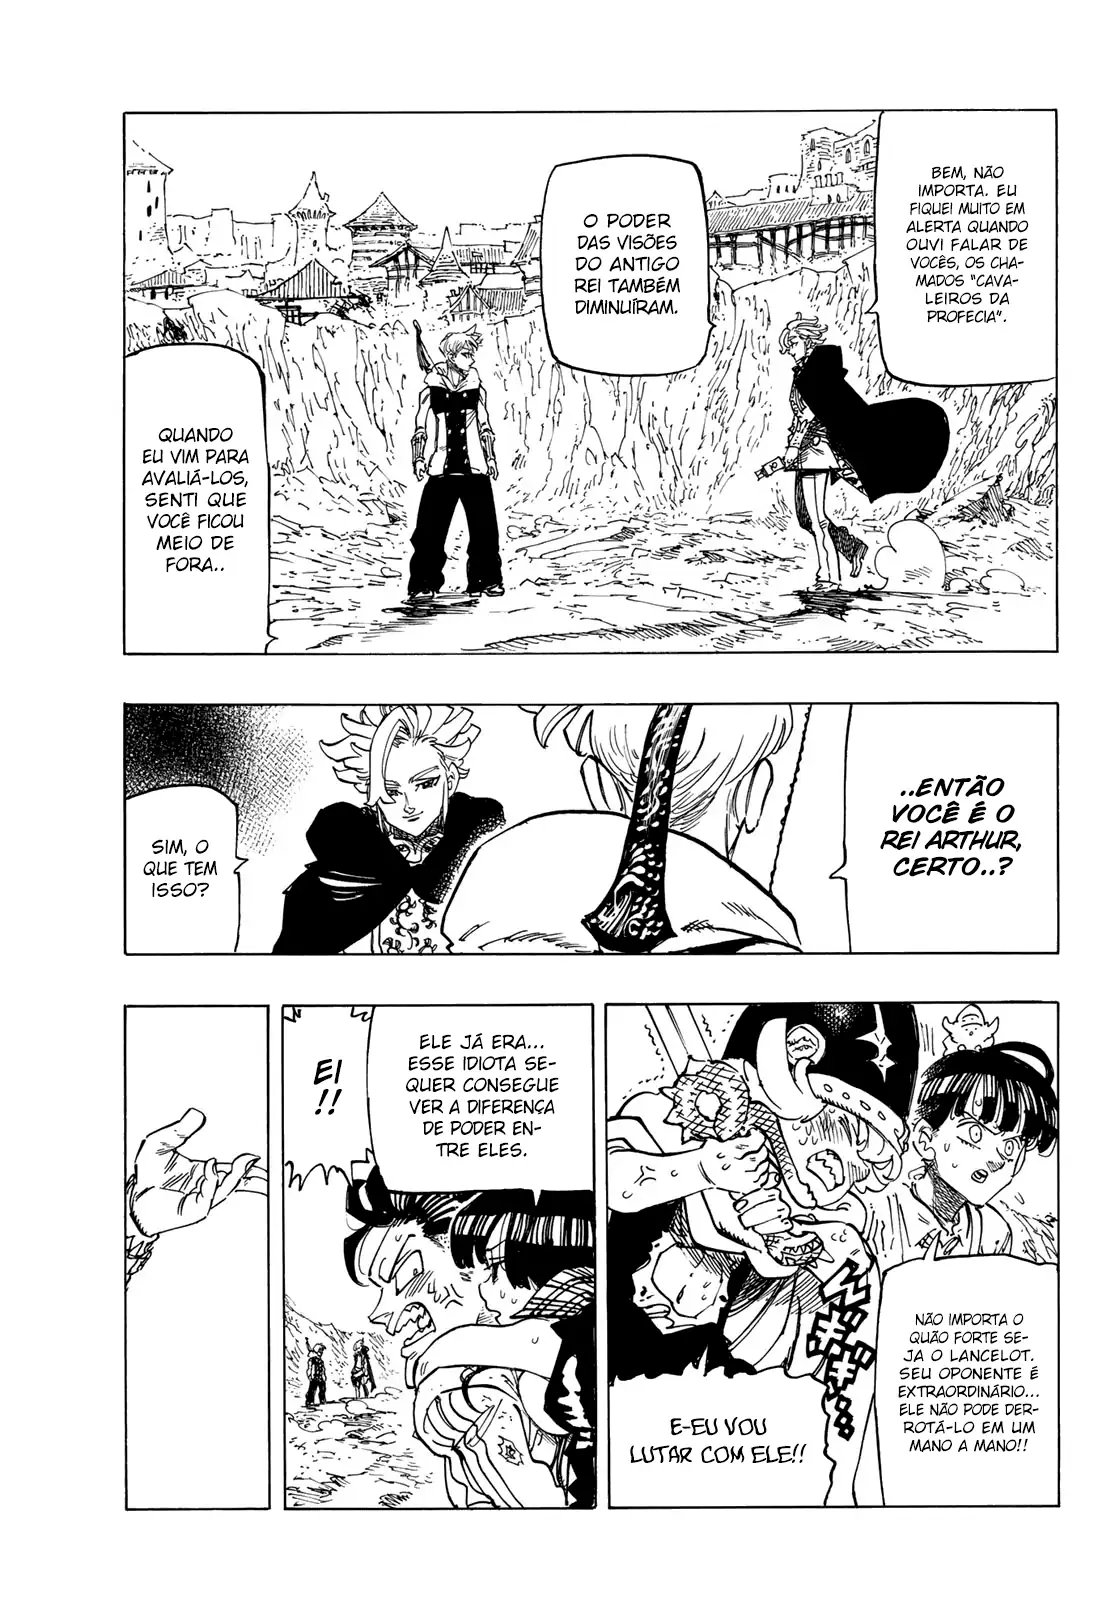 BEM, NÃO
IMPORTA. EU
FIQUEI MUITO EM
ALERTA QUANDO
OUVI FALAR DE
VOCÊS, OS CHA-
MADOS "CAVA-
LEIROS DA
PROFECIA".
O PODER
DAS VISÕES
DO ANTIGO
REI TAMBÉM
DIMINUÍRAM.
QUANDO
EU VIM PARA
AVALIÁ-LOS,
SENTI QUE
VOCÊ FICOU
MEIO DE
FORA..
..ENTÃO
VOCÊ É O
REI ARTHUR,
CERTO..?
SIM, O
QUE TEM
ISSO?
NÃO IMPORTA O
QUÃO FORTE SE-
JA O LANCELOT.
SEU OPONENTE É
EXTRAORDINÁRIO...
ELE NÃO PODE DER-
ROTÁ-LO EM UM
MANO A MANO!!
E-EU VOU
LUTAR COM ELE!!
ELE JÁ ERA...
ESSE IDIOTA SE-
QUER CONSEGUE
VER A DIFERENÇA
DE PODER EN-
TRE ELES.
EI
!!